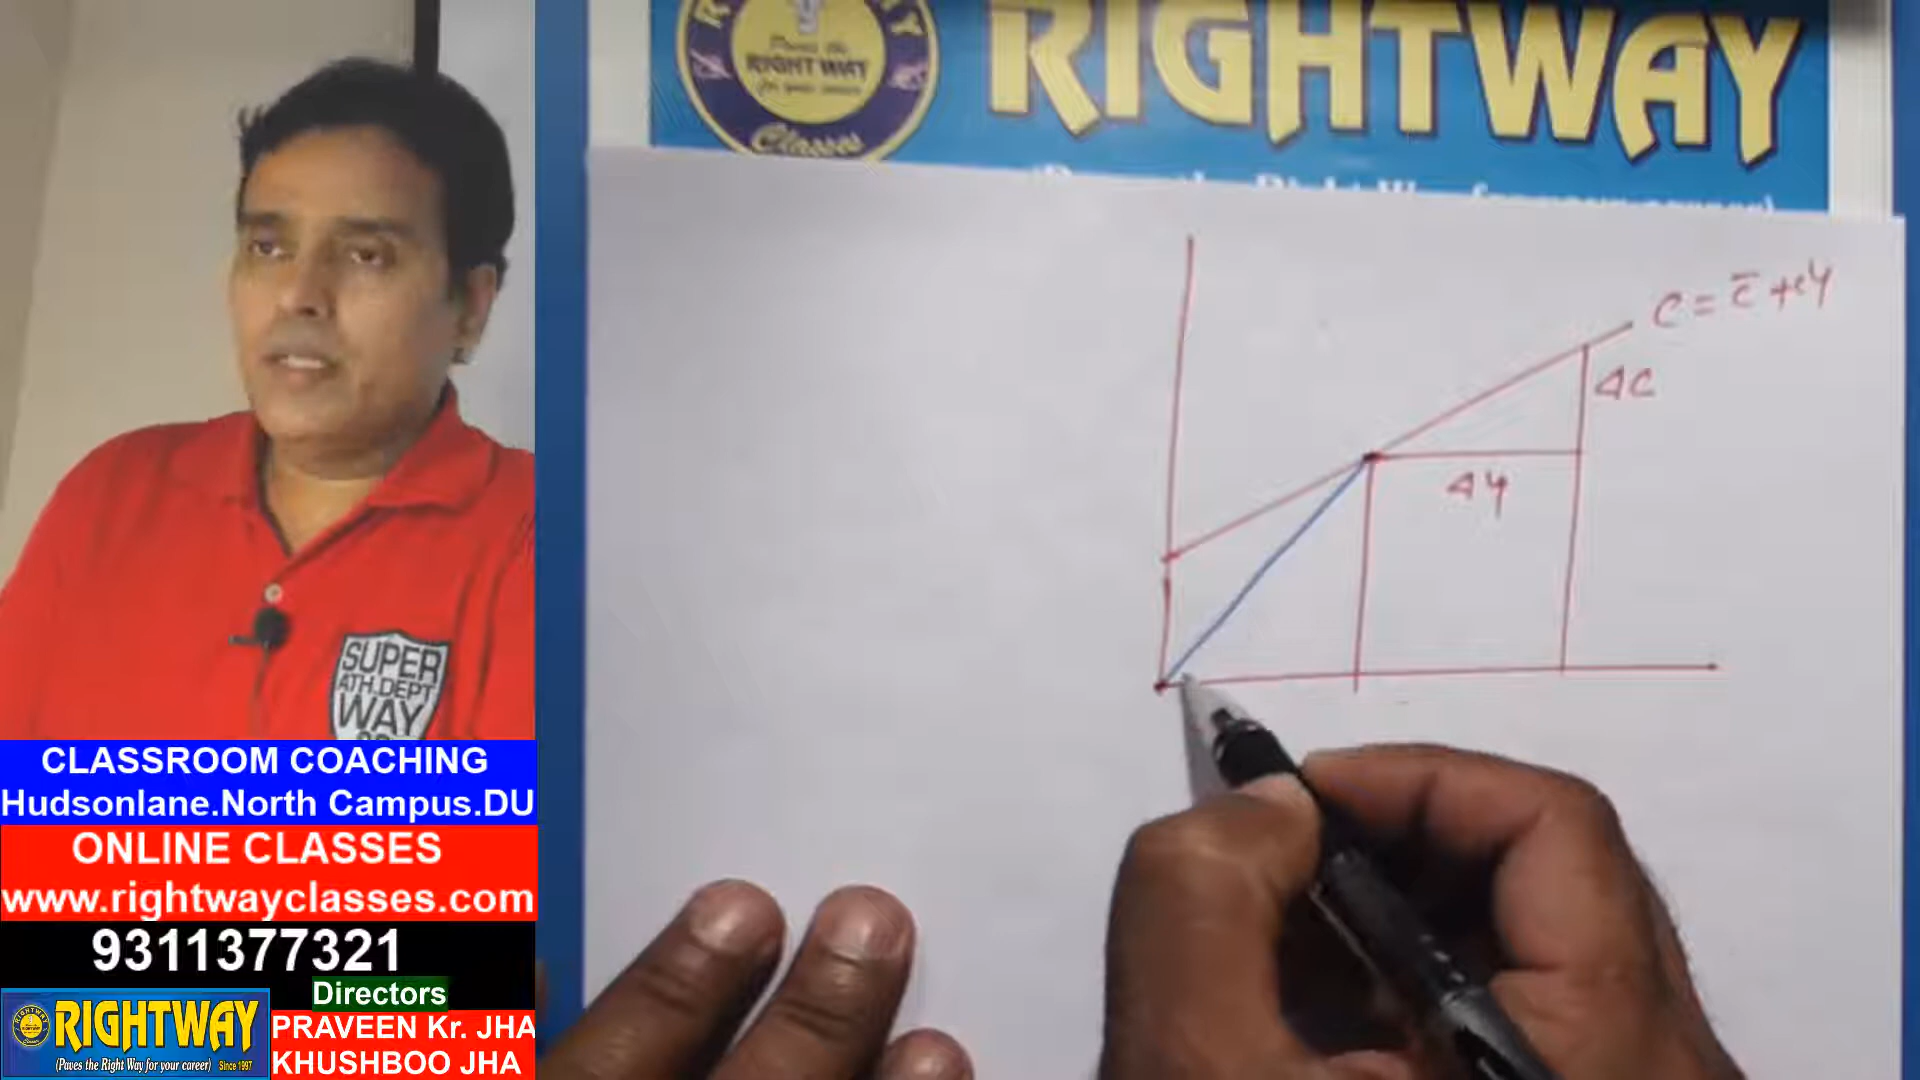 RIGHTWAY
RIGHT WAY
Classes
C = c̄ + cy
ΔC
Δy
SUPER
ATH.DEPT
WAY
CLASSROOM COACHING
Hudsonlane.North Campus.DU
ONLINE CLASSES
www.rightwayclasses.com
9311377321
Directors
RIGHTWAY
(Paves the Right Way for your career) Since 1997
PRAVEEN Kr. JHA
KHUSHBOO JHA